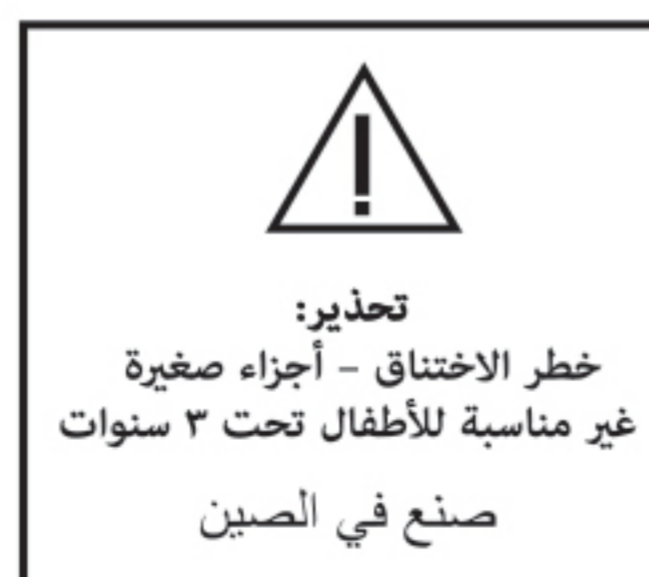 تحذير:
خطر الاختناق – أجزاء صغيرة
غير مناسبة للأطفال تحت ٣ سنوات
صنع في الصين